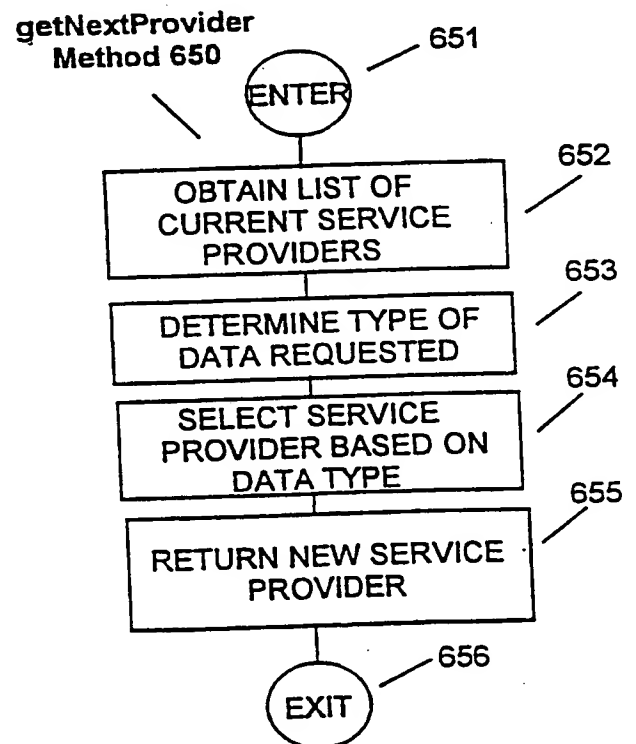 getNextProvider
Method 650
651
ENTER
652
OBTAIN LIST OF
CURRENT SERVICE
PROVIDERS
653
DETERMINE TYPE OF
DATA REQUESTED
654
SELECT SERVICE
PROVIDER BASED ON
DATA TYPE
655
RETURN NEW SERVICE
PROVIDER
656
EXIT